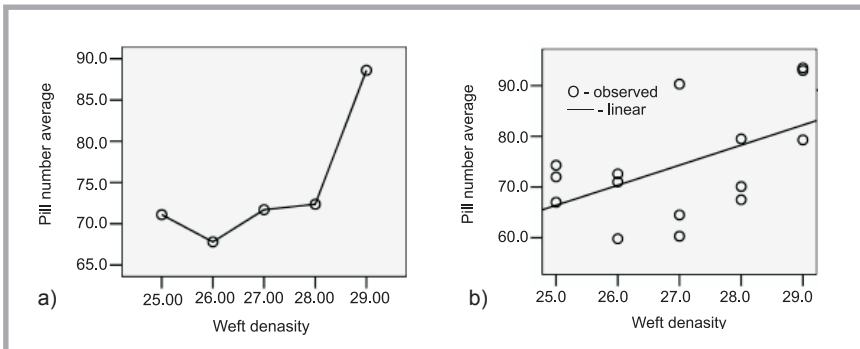 90.0
85.0
80.0
75.0
70.0
65.0
Pill number average
25.00 26.00 27.00 28.00 29.00
Weft denasity
a)
90.0
80.0
70.0
60.0
Pill number average
O - observed
— - linear
25.0 26.0 27.0 28.0 29.0
Weft denasity
b)